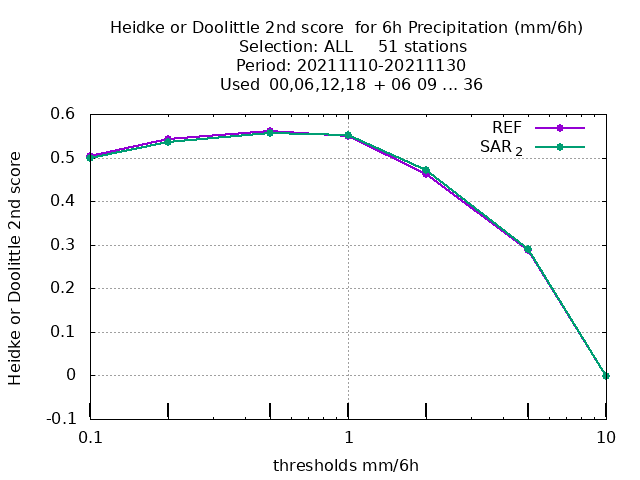 Heidke or Doolittle 2nd score  for 6h Precipitation (mm/6h)
Selection: ALL     51 stations
Period: 20211110-20211130
Used  00,06,12,18  + 06 09 ... 36
REF
SAR 2
Heidke or Doolittle 2nd score
0.6
0.5
0.4
0.3
0.2
0.1
0
-0.1
0.1 1 10
thresholds mm/6h